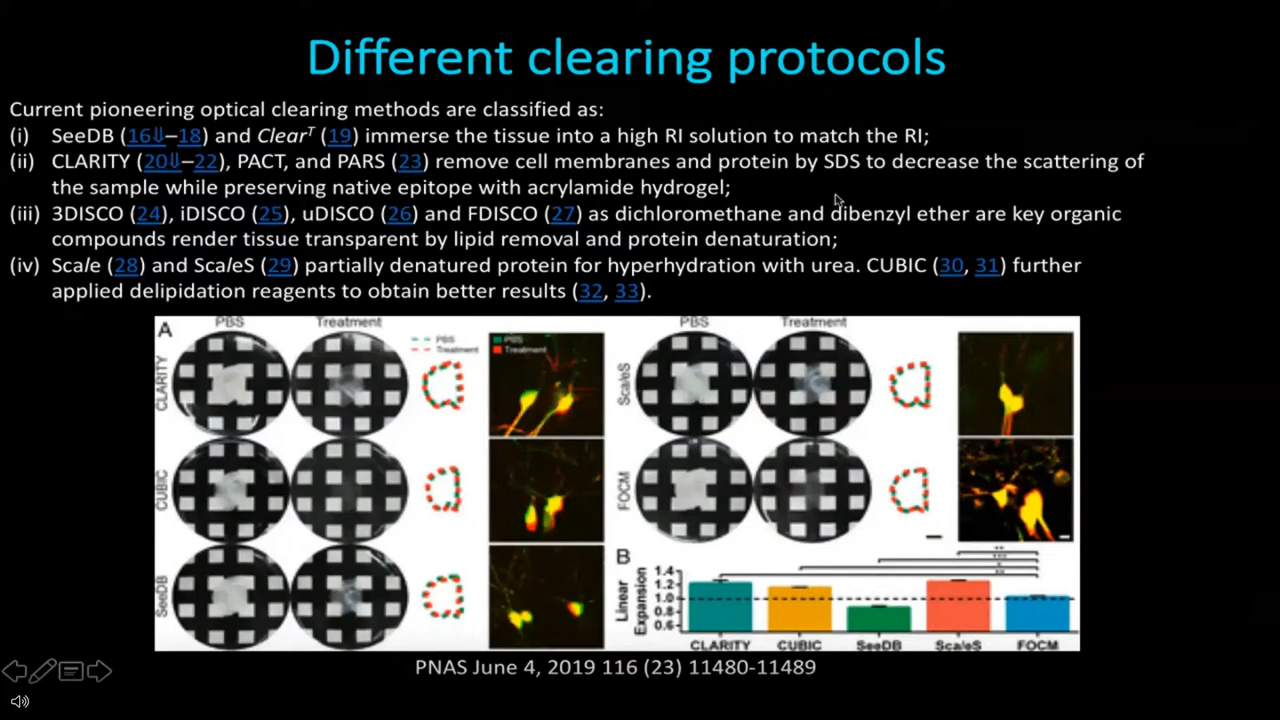 Different clearing protocols
Current pioneering optical clearing methods are classified as:
(i) SeeDB (16⇓–18) and Clearᵀ (19) immerse the tissue into a high RI solution to match the RI;
(ii) CLARITY (20⇓–22), PACT, and PARS (23) remove cell membranes and protein by SDS to decrease the scattering of
the sample while preserving native epitope with acrylamide hydrogel;
(iii) 3DISCO (24), iDISCO (25), uDISCO (26) and FDISCO (27) as dichloromethane and dibenzyl ether are key organic
compounds render tissue transparent by lipid removal and protein denaturation;
(iv) Scale (28) and ScaleS (29) partially denatured protein for hyperhydration with urea. CUBIC (30, 31) further
applied delipidation reagents to obtain better results (32, 33).
A
PBS Treatment
PBS
Treatment
PBS
Treatment
CLARITY
CUBIC
SeeDB
PBS Treatment
ScaleS
FOCM
B
** 
***
*
**
Linear
Expansion
1.4
1.2
1.0
0.8
0.6
CLARITY CUBIC SeeDB ScaleS FOCM
PNAS June 4, 2019 116 (23) 11480-11489